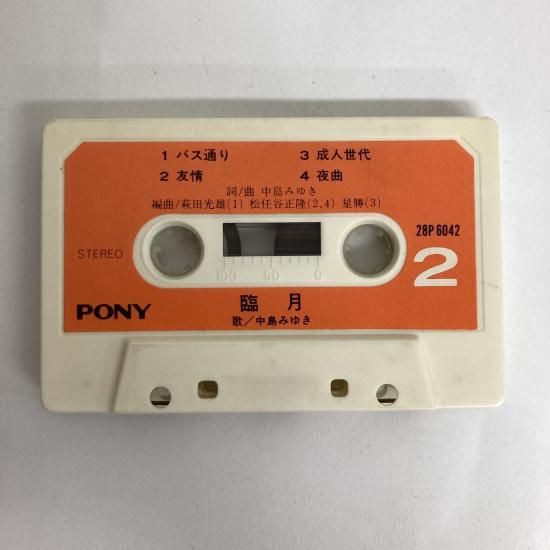 1 バス通り 3 成人世代
2 友情 4 夜曲
詞/曲 中島みゆき
編曲/萩田光雄(1) 松任谷正隆(2,4) 星勝(3)
28P6042
STEREO
2
100 50 0
PONY
臨月
歌/中島みゆき